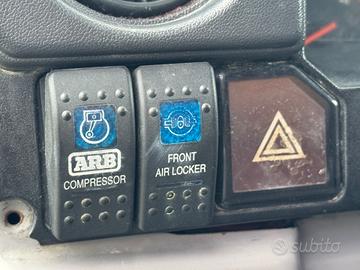 ARB
COMPRESSOR
FRONT
AIR LOCKER
subito